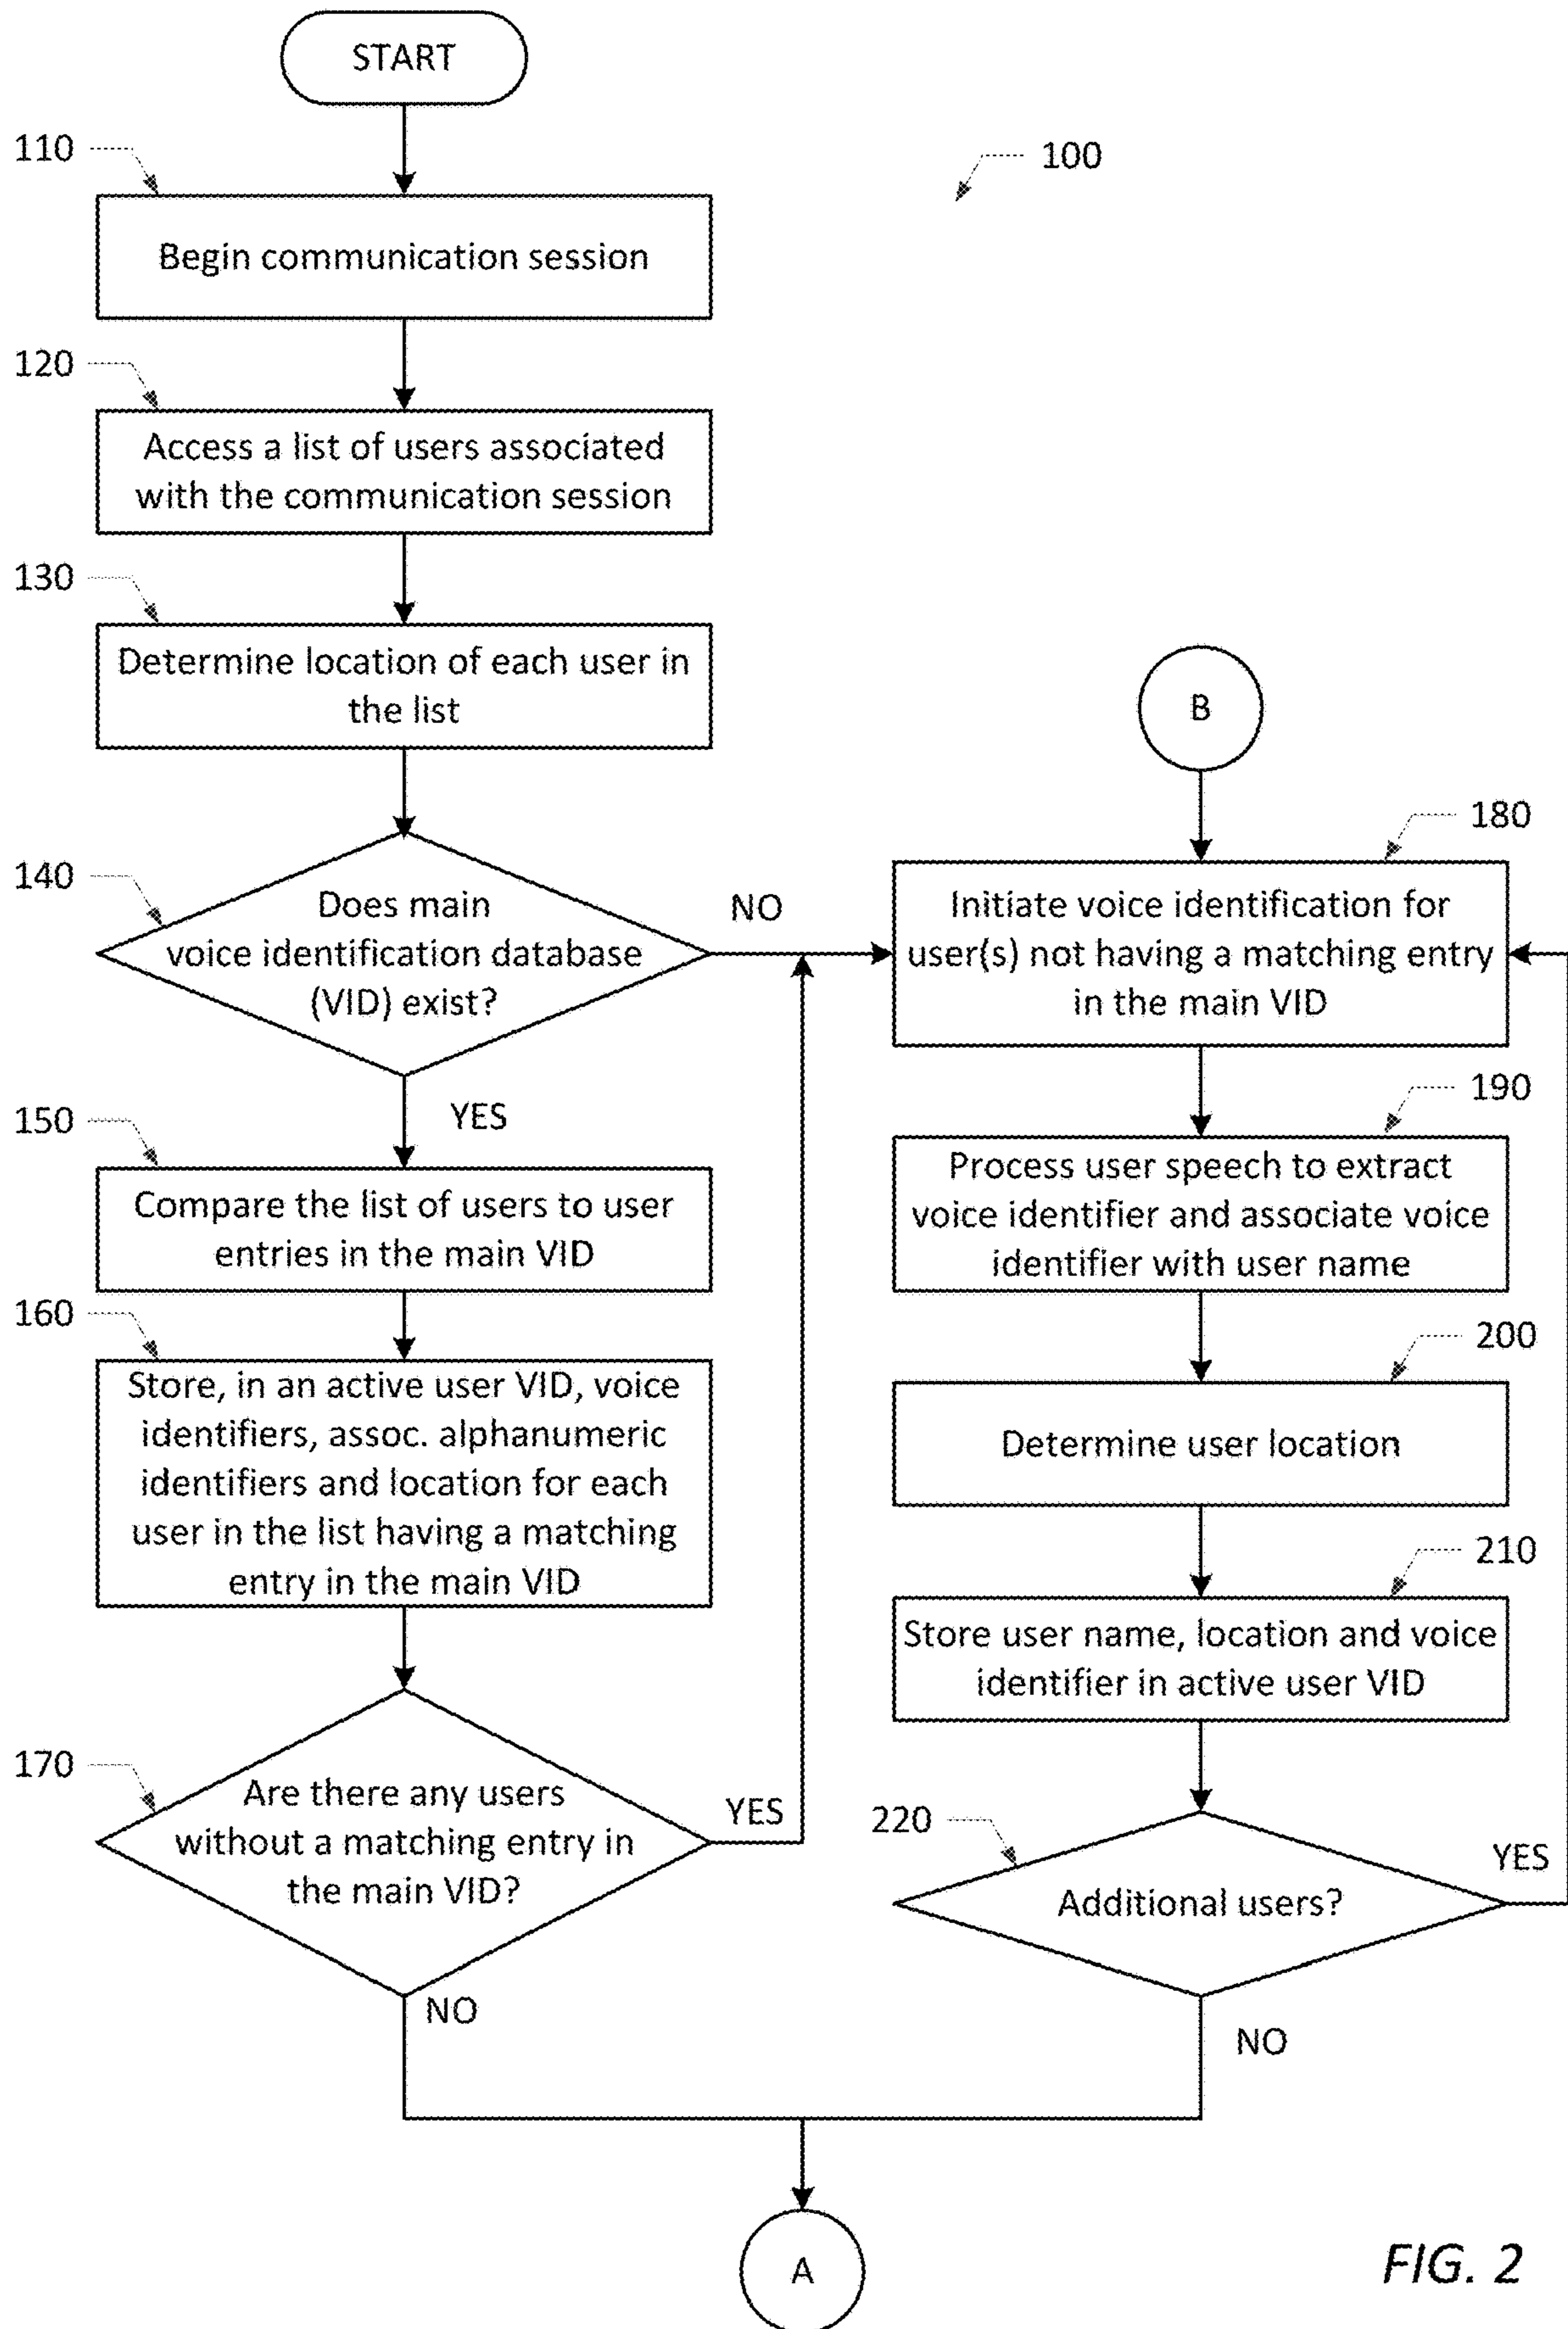 START
110
100
Begin communication session
120
Access a list of users associated
with the communication session
130
Determine location of each user in
the list
B
140
Does main
voice identification database
(VID) exist?
NO
YES
180
Initiate voice identification for
user(s) not having a matching entry
in the main VID
150
Compare the list of users to user
entries in the main VID
190
Process user speech to extract
voice identifier and associate voice
identifier with user name
160
Store, in an active user VID, voice
identifiers, assoc. alphanumeric
identifiers and location for each
user in the list having a matching
entry in the main VID
200
Determine user location
210
Store user name, location and voice
identifier in active user VID
170
Are there any users
without a matching entry in
the main VID?
YES
NO
220
Additional users?
YES
NO
A
FIG. 2